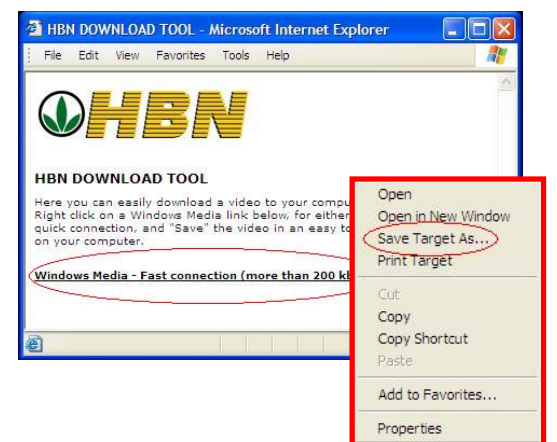 HBN DOWNLOAD TOOL - Microsoft Internet Explorer
File Edit View Favorites Tools Help
HBN
HBN DOWNLOAD TOOL
Here you can easily download a video to your
Right click on a Windows Media link below, for either
quick connection, and "Save" the video in an easy to
on your computer.
Windows Media - Fast connection (more than 200
Open
Open in New Window
Save Target As...
Print Target
Cut
Copy
Copy Shortcut
Paste
Add to Favorites...
Properties